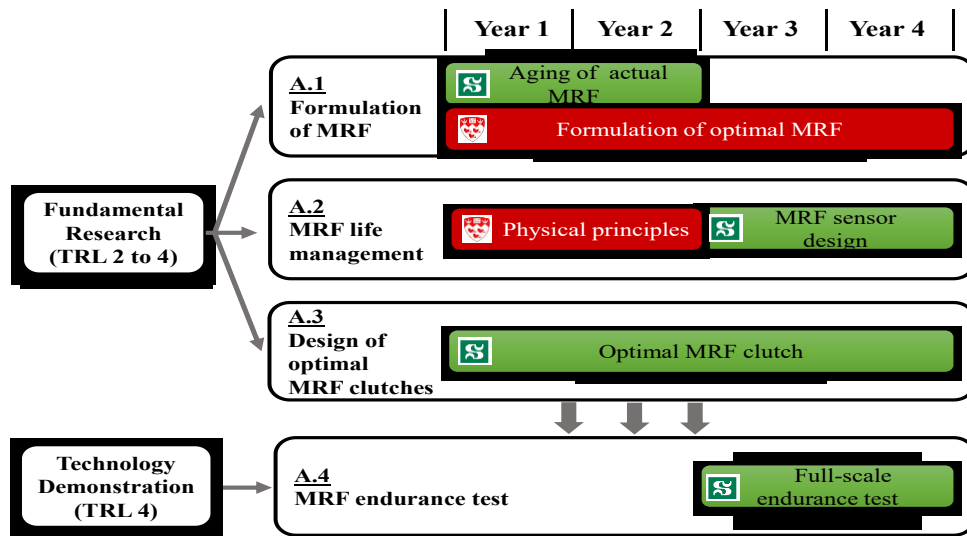 Year 1 Year 2 Year 3 Year 4
A.1
Formulation
of MRF
Aging of actual
MRF
Formulation of optimal MRF
Fundamental
Research
(TRL 2 to 4)
A.2
MRF life
management
Physical principles
MRF sensor
design
A.3
Design of
optimal
MRF clutches
Optimal MRF clutch
Technology
Demonstration
(TRL 4)
A.4
MRF endurance test
Full-scale
endurance test